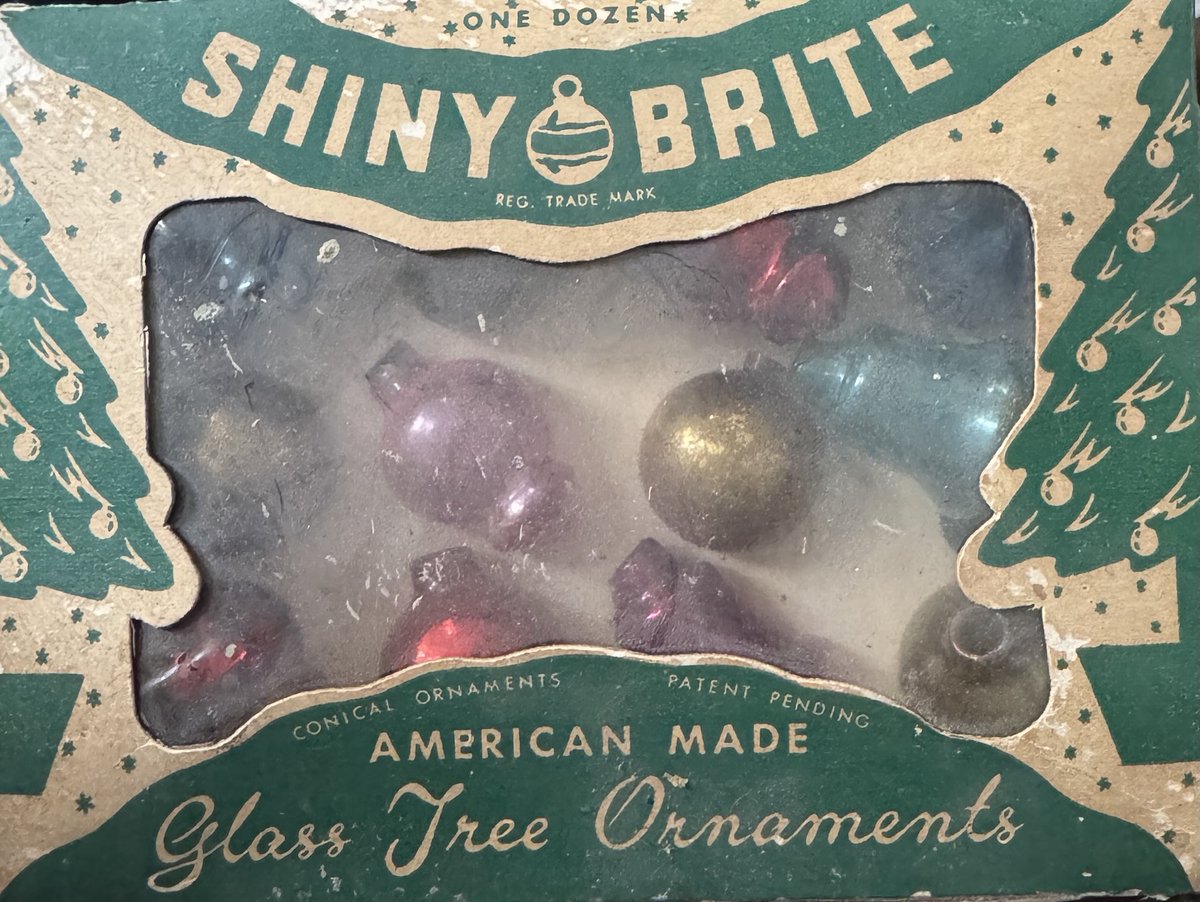 ONE DOZEN
SHINY BRITE
REG. TRADE MARK
CONICAL ORNAMENTS PATENT PENDING
AMERICAN MADE
Glass Tree Ornaments